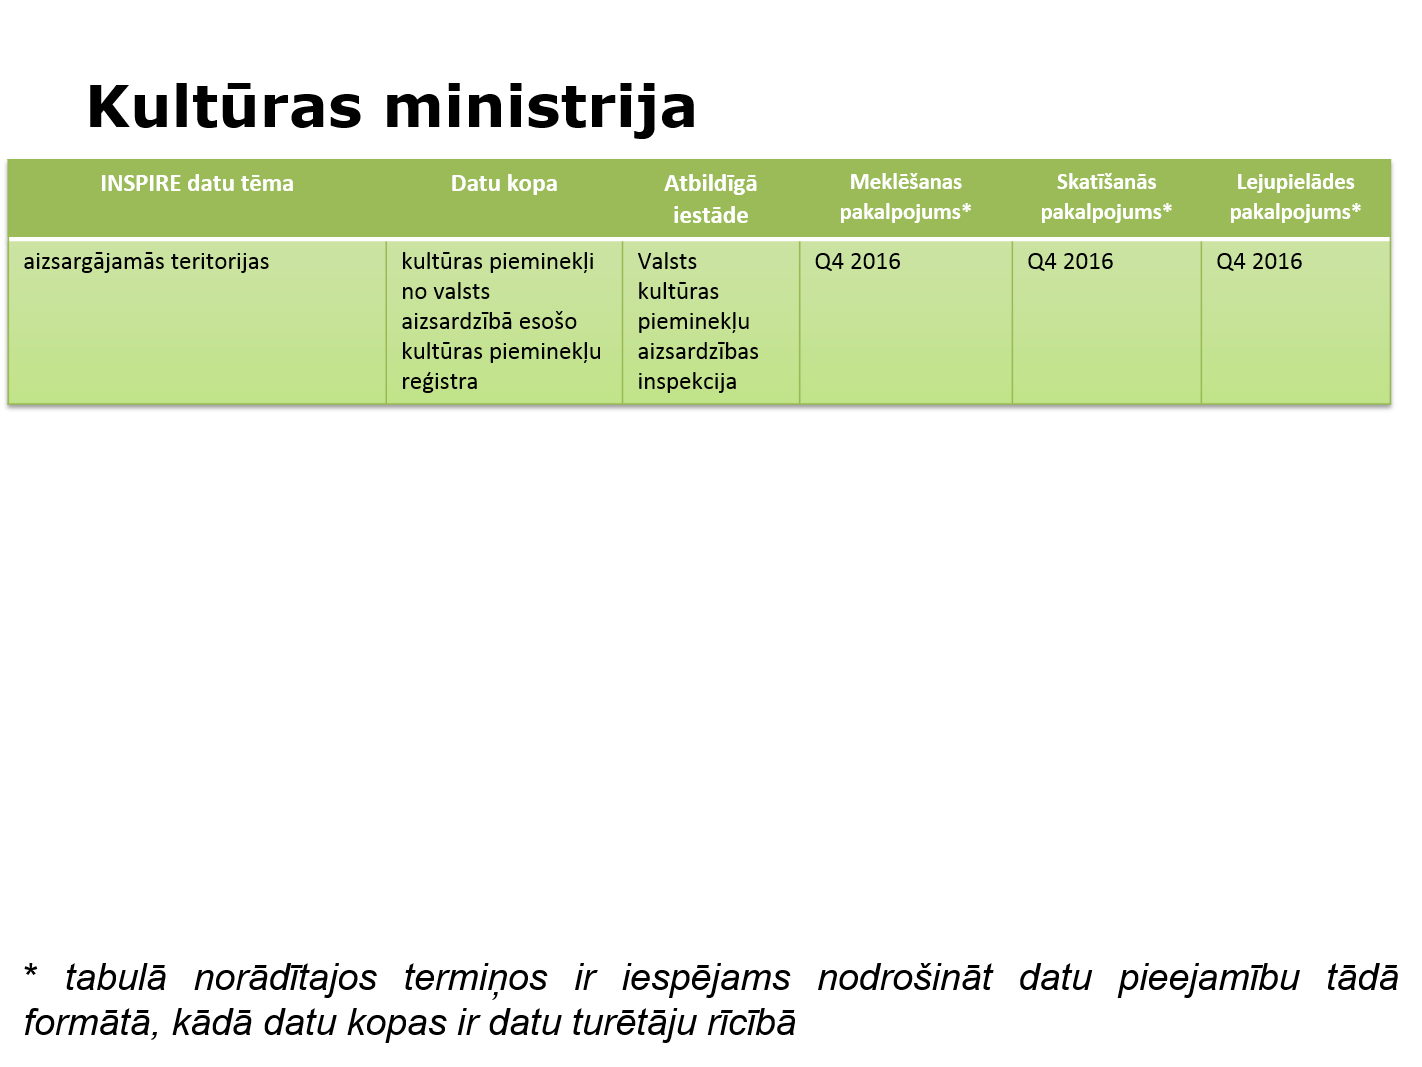 Kultūras ministrija
INSPIRE datu tēma
Datu kopa
Atbildīgā
iestāde
Meklēšanas
pakalpojums*
Skatīšanās
pakalpojums*
Lejupielādes
pakalpojums*
aizsargājamās teritorijas
kultūras pieminekļi
no valsts
aizsardzībā esošo
kultūras pieminekļu
reģistra
Valsts
kultūras
pieminekļu
aizsardzības
inspekcija
Q4 2016
Q4 2016
Q4 2016
* tabulā norādītajos termiņos ir iespējams nodrošināt datu pieejamību tādā
formātā, kādā datu kopas ir datu turētāju rīcībā